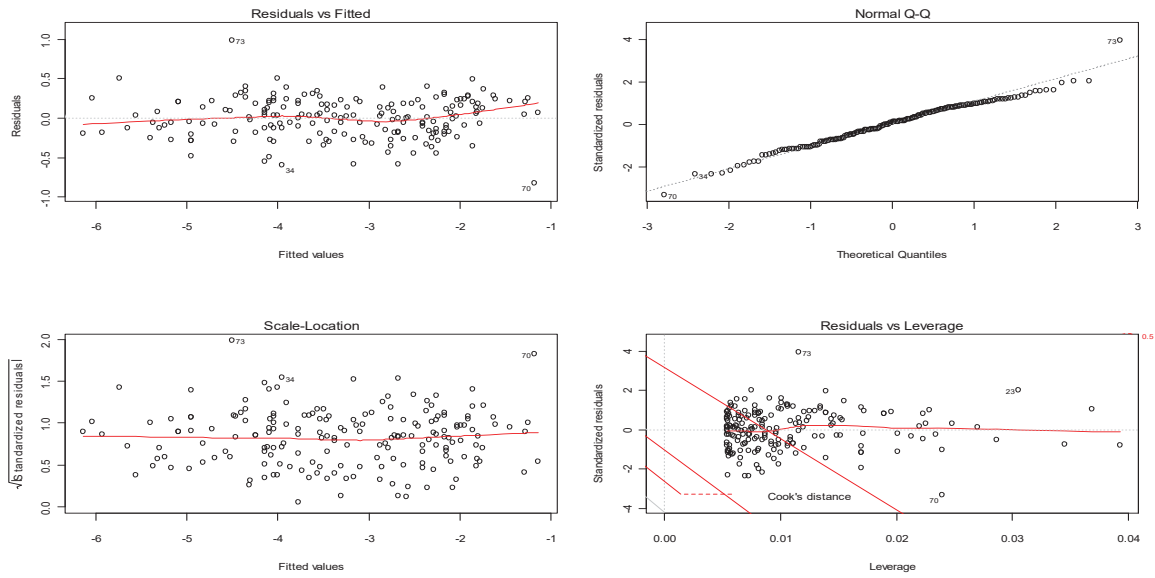 Residuals vs Fitted
Residuals
1.0
0.5
0.0
-0.5
-1.0
73
34
70
-6 -5 -4 -3 -2 -1
Fitted values
Normal Q-Q
Standardized residuals
4
2
0
-2
73
34
70
-3 -2 -1 0 1 2 3
Theoretical Quantiles
Scale-Location
√|Standardized residuals|
2.0
1.5
1.0
0.5
0.0
73
70
34
-6 -5 -4 -3 -2 -1
Fitted values
Residuals vs Leverage
Standardized residuals
4
2
0
-2
-4
0.5
73
23
70
Cook's distance
0.00 0.01 0.02 0.03 0.04
Leverage